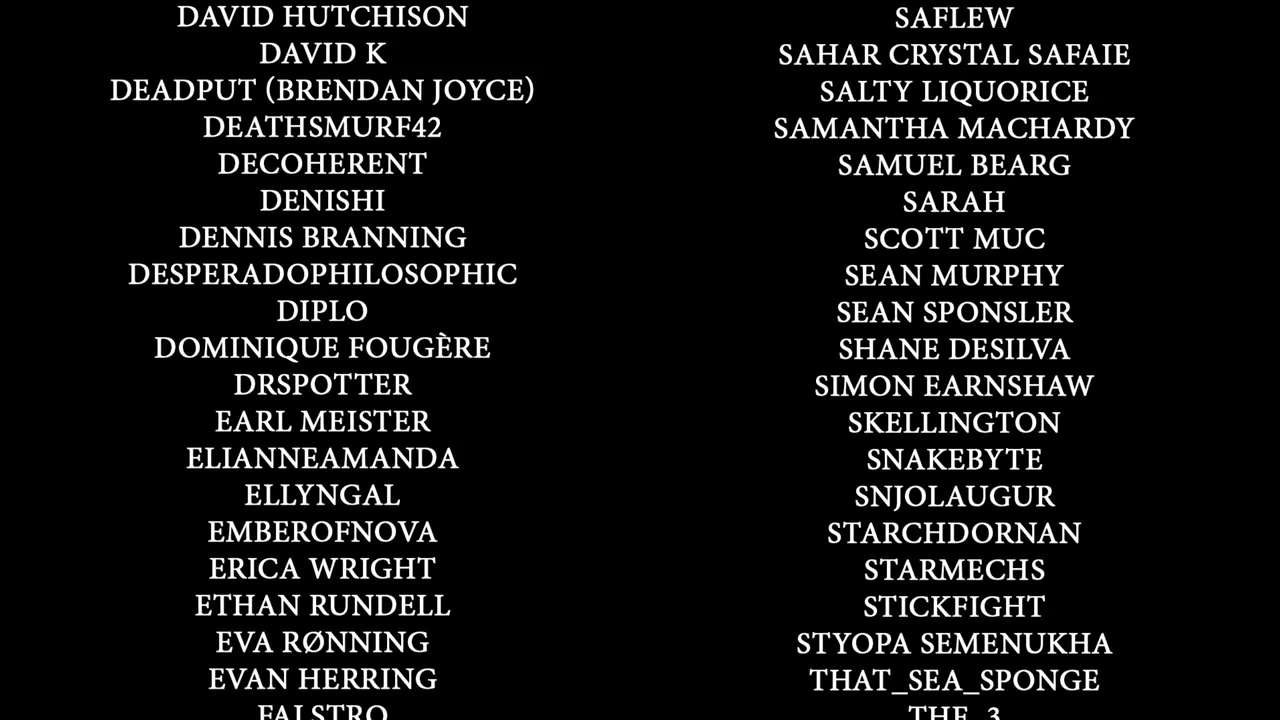 DAVID HUTCHISON
DAVID K
DEADPUT (BRENDAN JOYCE)
DEATHSMURF42
DECOHERENT
DENISHI
DENNIS BRANNING
DESPERADOPHILOSOPHIC
DIPLO
DOMINIQUE FOUGÈRE
DRSPOTTER
EARL MEISTER
ELIANNEAMANDA
ELLYNGAL
EMBEROFNOVA
ERICA WRIGHT
ETHAN RUNDELL
EVA RØNNING
EVAN HERRING
FALSTRO
SAFLEW
SAHAR CRYSTAL SAFAIE
SALTY LIQUORICE
SAMANTHA MACHARDY
SAMUEL BEARG
SARAH
SCOTT MUC
SEAN MURPHY
SEAN SPONSLER
SHANE DESILVA
SIMON EARNSHAW
SKELLINGTON
SNAKEBYTE
SNJOLAUGUR
STARCHDORNAN
STARMECHS
STICKFIGHT
STYOPA SEMENUKHA
THAT_SEA_SPONGE
THE_3